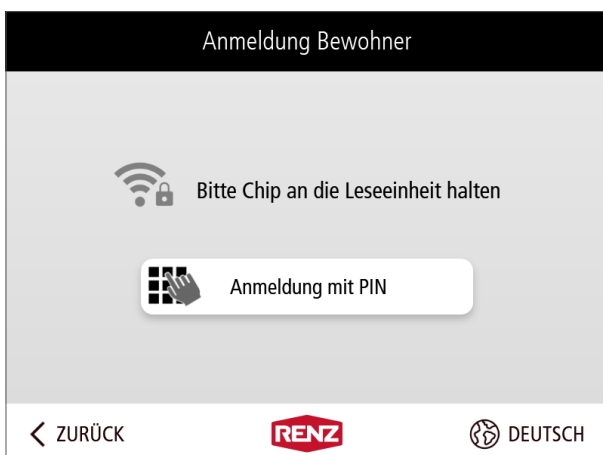 Anmeldung Bewohner
Bitte Chip an die Leseeinheit halten
Anmeldung mit PIN
ZURÜCK
RENZ
DEUTSCH